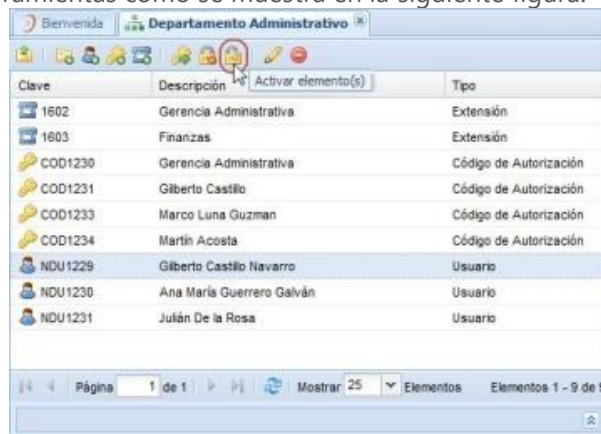 ramientas como se muestra en la siguiente figura.
Bienvenida Departamento Administrativo
Activar elemento(s)
Clave Descripción Tipo
1602 Gerencia Administrativa Extensión
1603 Finanzas Extensión
COD1230 Gerencia Administrativa Código de Autorización
COD1231 Gilberto Castillo Código de Autorización
COD1233 Marco Luna Guzman Código de Autorización
COD1234 Martín Acosta Código de Autorización
NDU1229 Gilberto Castillo Navarro Usuario
NDU1230 Ana María Guerrero Galván Usuario
NDU1231 Julián De la Rosa Usuario
Página 1 de 1 Mostrar 25 Elementos Elementos 1 - 9 de